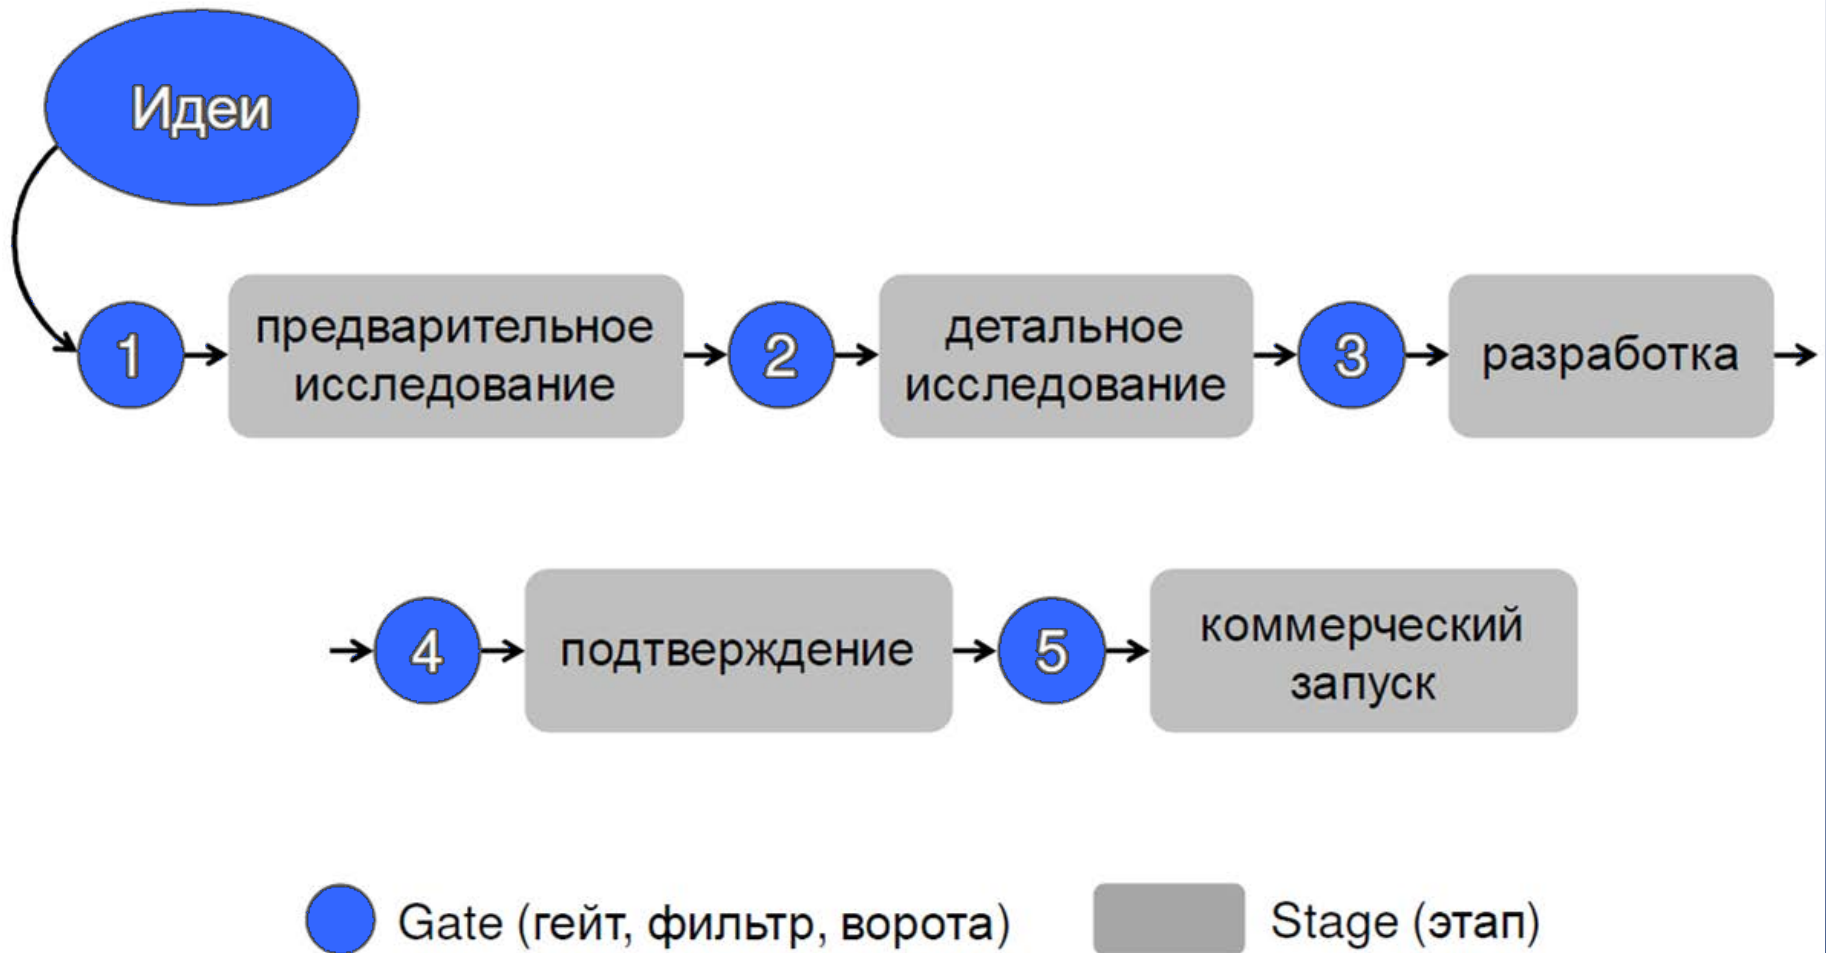 Идеи
1
предварительное
исследование
2
детальное
исследование
3
разработка
4
подтверждение
5
коммерческий
запуск
Gate (гейт, фильтр, ворота)
Stage (этап)